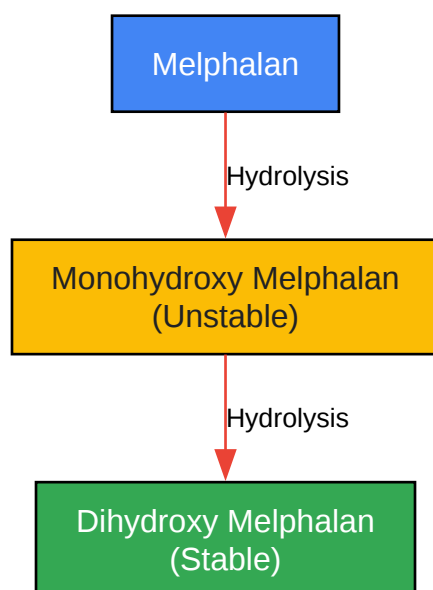 Melphalan
Hydrolysis
Monohydroxy Melphalan
(Unstable)
Hydrolysis
Dihydroxy Melphalan
(Stable)